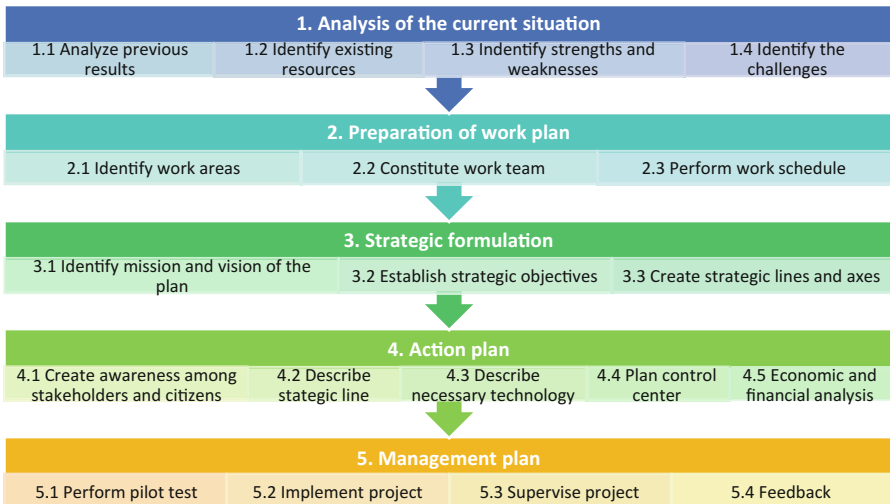 1. Analysis of the current situation
1.1 Analyze previous
results
1.2 Identify existing
resources
1.3 Indentify strengths and
weaknesses
1.4 Identify the
challenges
2. Preparation of work plan
2.1 Identify work areas
2.2 Constitute work team
2.3 Perform work schedule
3. Strategic formulation
3.1 Identify mission and vision of the
plan
3.2 Establish strategic objectives
3.3 Create strategic lines and axes
4. Action plan
4.1 Create awareness among
stakeholders and citizens
4.2 Describe
stategic line
4.3 Describe
necessary technology
4.4 Plan control
center
4.5 Economic and
financial analysis
5. Management plan
5.1 Perform pilot test
5.2 Implement project
5.3 Supervise project
5.4 Feedback